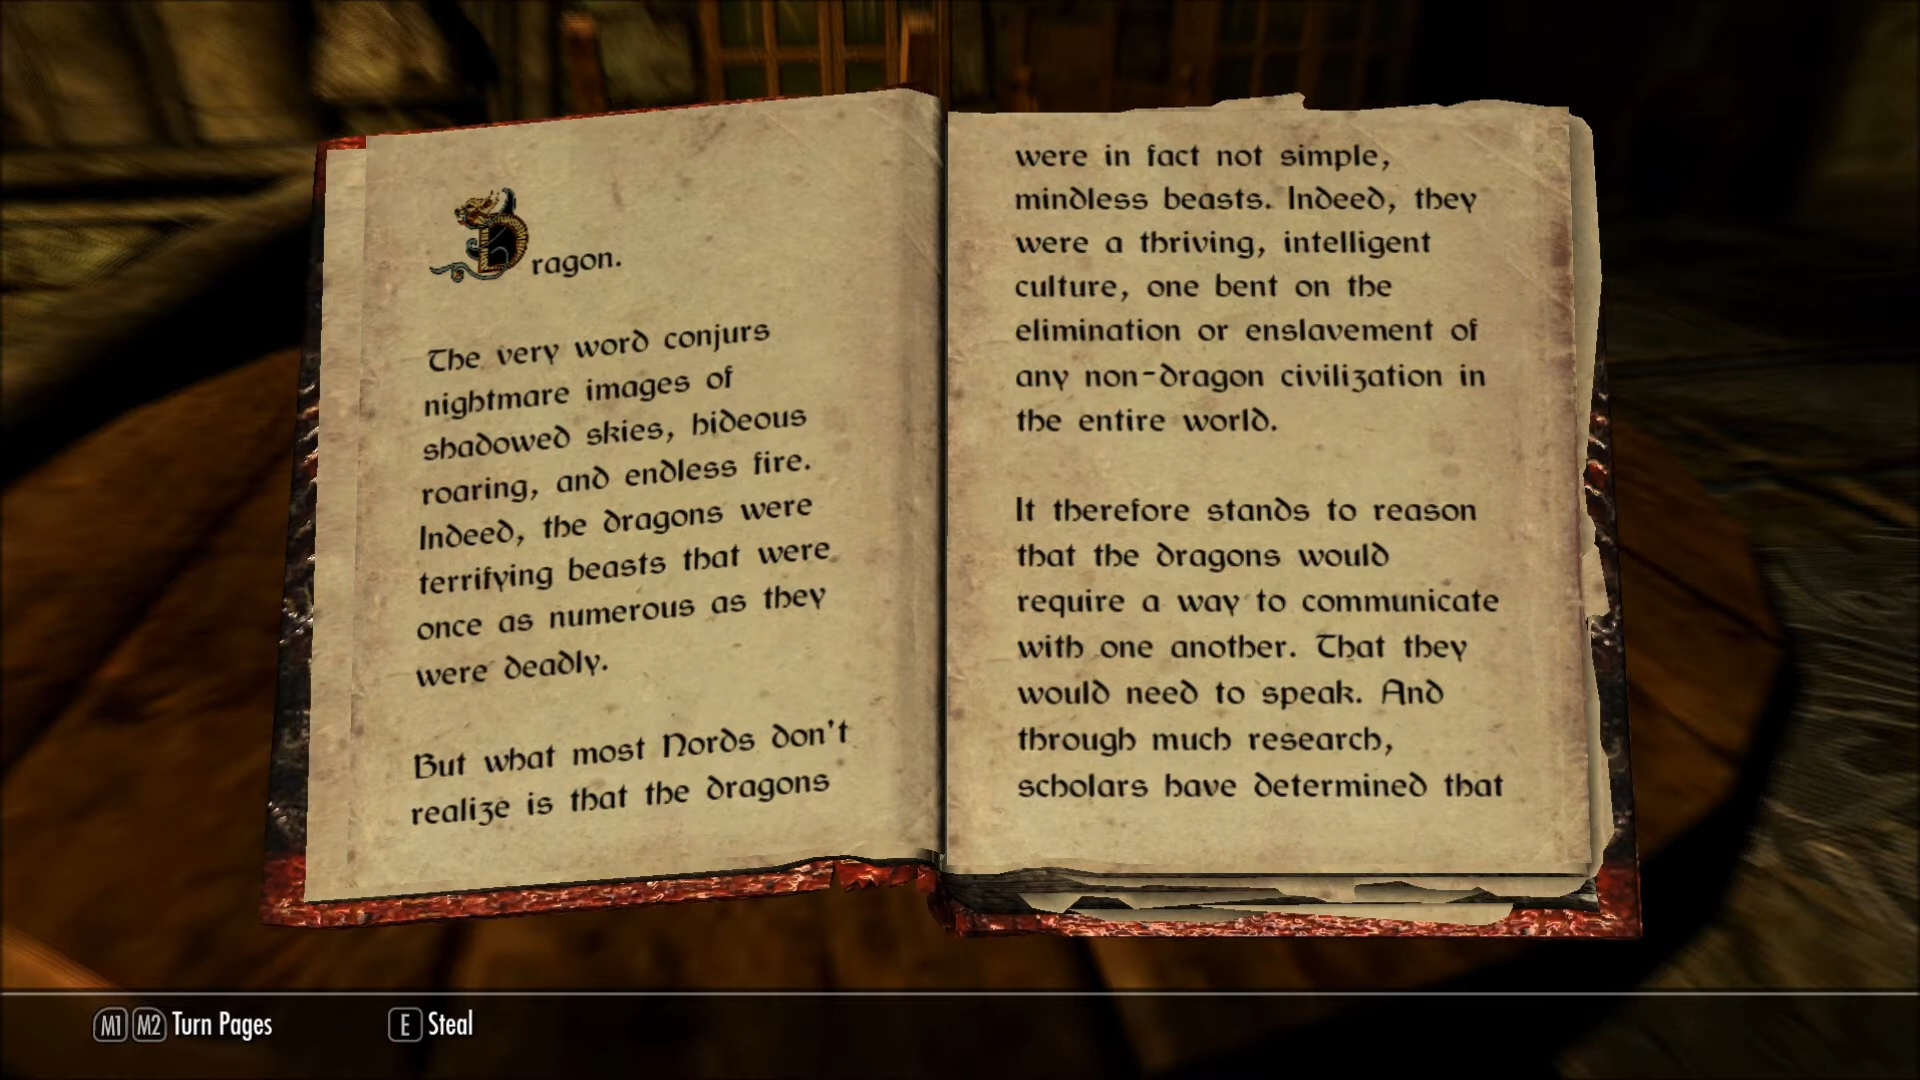 Dragon.
The very word conjurs
nightmare images of
shadowed skies, hideous
roaring, and endless fire.
Indeed, the dragons were
terrifying beasts that were
once as numerous as they
were deadly.
But what most Nords don't
realize is that the dragons
were in fact not simple,
mindless beasts. Indeed, they
were a thriving, intelligent
culture, one bent on the
elimination or enslavement of
any non-dragon civilization in
the entire world.
It therefore stands to reason
that the dragons would
require a way to communicate
with one another. That they
would need to speak. And
through much research,
scholars have determined that
M1 M2 Turn Pages
E Steal